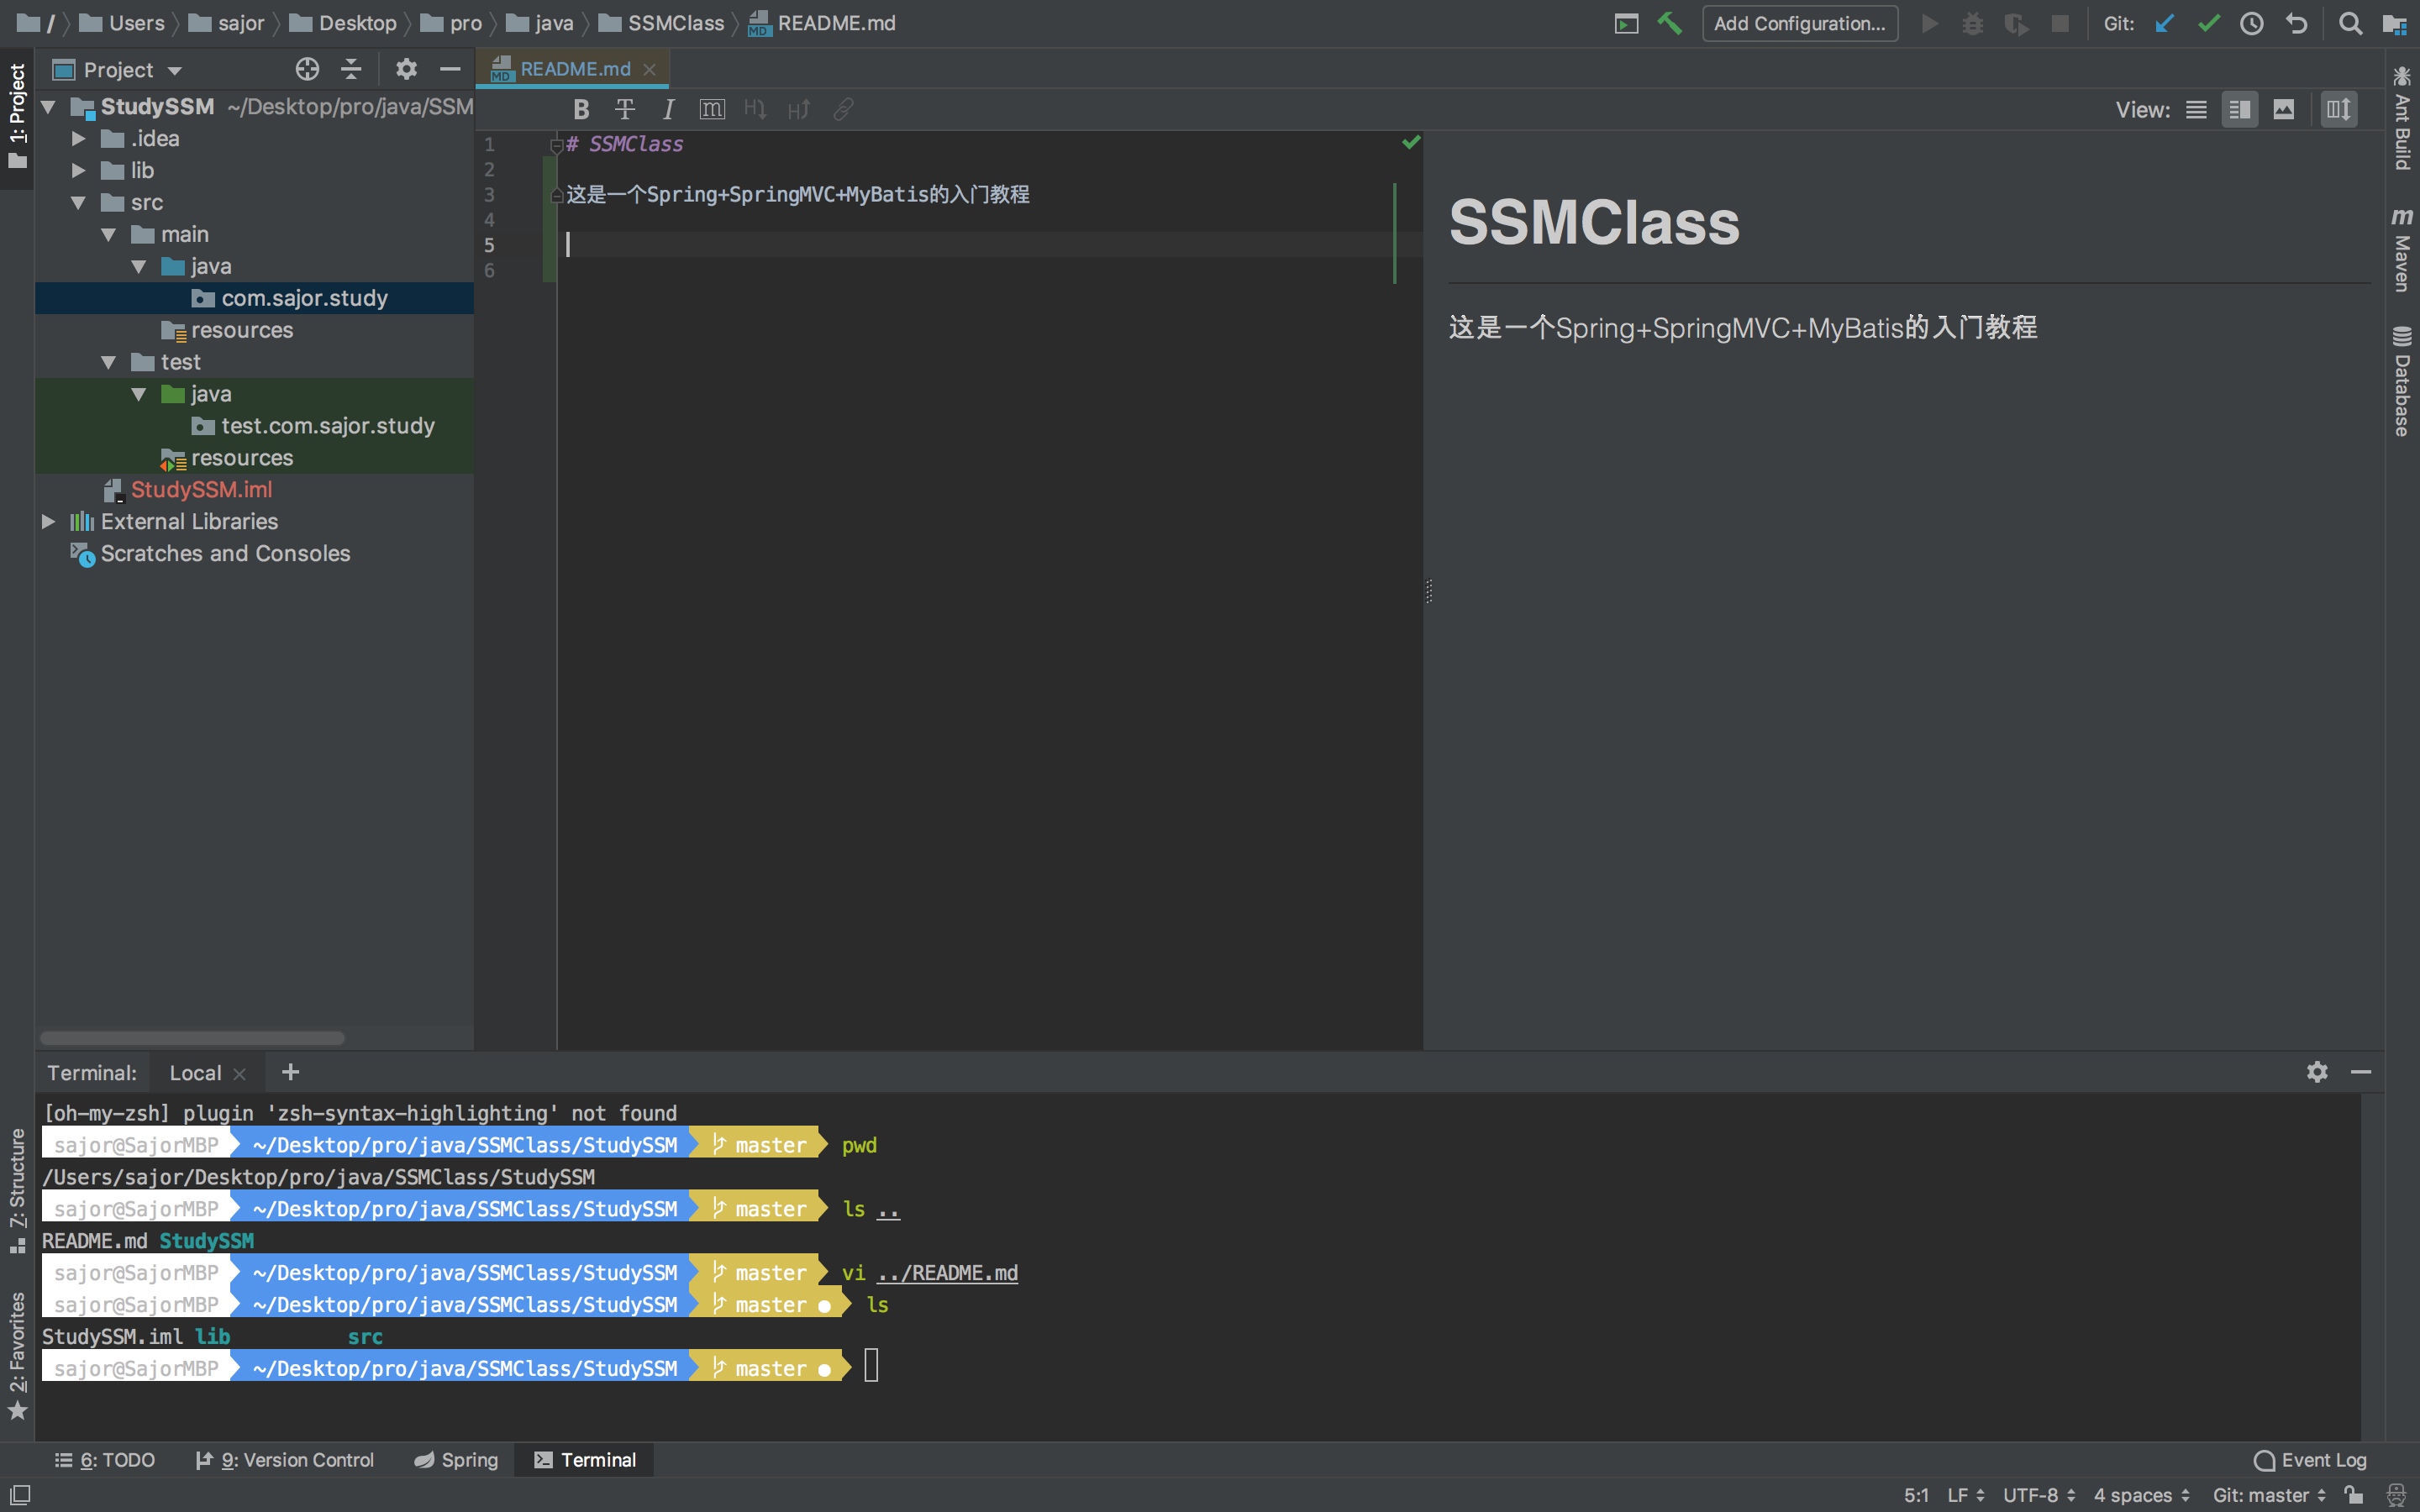 / Users sajor Desktop pro java SSMClass README.md
Add Configuration...
Git:
1: Project
Project
README.md
StudySSM ~/Desktop/pro/java/SSM
.idea
lib
src
main
java
com.sajor.study
resources
test
java
test.com.sajor.study
resources
StudySSM.iml
External Libraries
Scratches and Consoles
B T I m H H
View:
1 # SSMClass
2
3 这是一个Spring+SpringMVC+MyBatis的入门教程
4
5
6
SSMClass
这是一个Spring+SpringMVC+MyBatis的入门教程
Ant Build
m Maven
Database
7: Structure
2: Favorites
Terminal: Local +
[oh-my-zsh] plugin 'zsh-syntax-highlighting' not found
sajor@SajorMBP ~/Desktop/pro/java/SSMClass/StudySSM master pwd
/Users/sajor/Desktop/pro/java/SSMClass/StudySSM
sajor@SajorMBP ~/Desktop/pro/java/SSMClass/StudySSM master ls ..
README.md StudySSM
sajor@SajorMBP ~/Desktop/pro/java/SSMClass/StudySSM master vi ../README.md
sajor@SajorMBP ~/Desktop/pro/java/SSMClass/StudySSM master ● ls
StudySSM.iml lib src
sajor@SajorMBP ~/Desktop/pro/java/SSMClass/StudySSM master ●
6: TODO 9: Version Control Spring Terminal Event Log
5:1 LF UTF-8 4 spaces Git: master